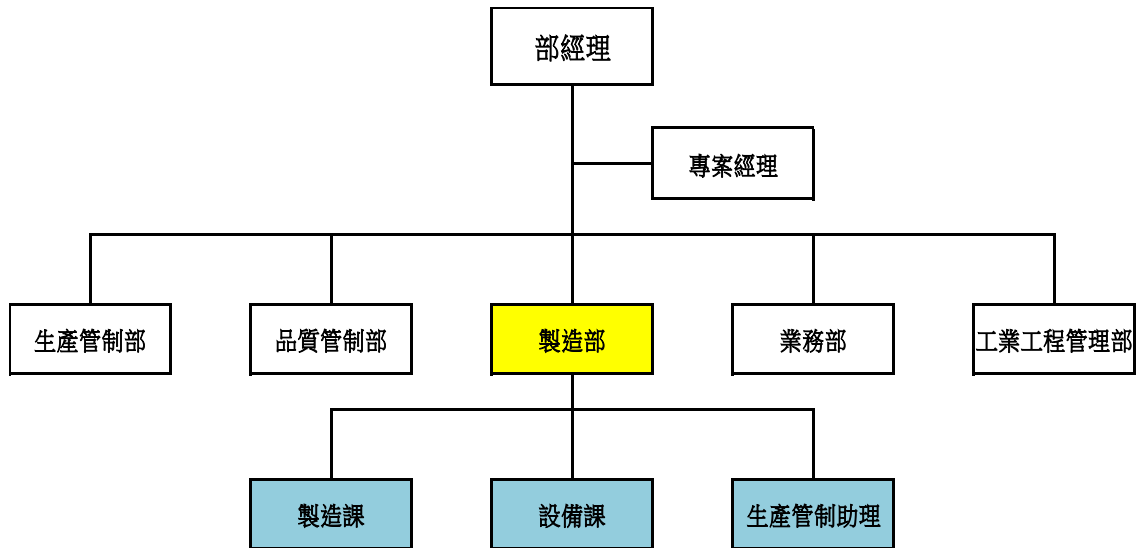 部經理
專案經理
生產管制部
品質管制部
製造部
業務部
工業工程管理部
製造課
設備課
生產管制助理